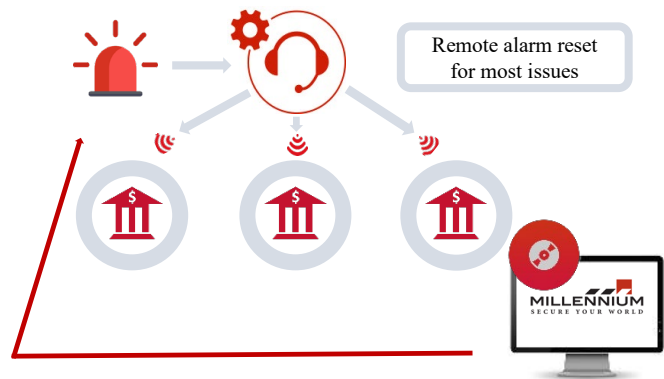 Remote alarm reset
for most issues
$
$
$
MILLENNIUM
SECURE YOUR WORLD